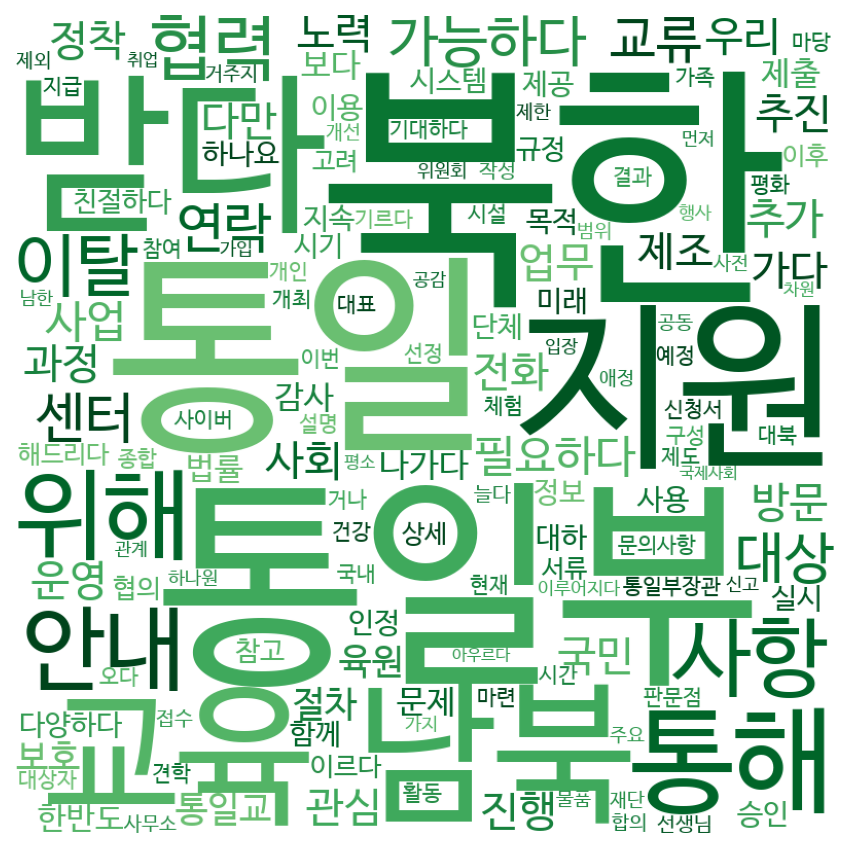 제외 취업 정착 협력 노력 가능하다 교류 우리 마당
지급 거주지 보다 시스템 제공 가족 제출
받다 북한
다만 이용 개선 기대하다 제한 추진
하나요 고려 위원회 작성 규정 먼저 이후
친절하다 연락 지속 기르다 시설 목적 범위 결과 행사 평화 추가
이탈 참여 가입 시기 업무 제조 사전 가다
남한 통일 개인 개최 대표 공감 미래 지원 차원
사업 단체 공동
과정 이번 선정 입장 예정
센터 사이버 감사 설명 전화 체험 애정 신청서
해드리다 종합 법률 사회 평소 나가다 필요하다 구성 제도 대북 국제사회
위해 통일부 거나 늘다 정보 사용 방문
관계 건강 상세 대하 문의사항 대상
운영 협의 하나원 국내 현재 서류 이루어지다 통일부장관 신고 실시
안내 참고 인정 육원 아우르다 시간 국민 사항
오다 교육 절차 문제 남북 마련 판문점 통해
다양하다 접수 함께 가지 주요
보호 대상자 견학 이르다 활동 물품 재단
한반도 사무소 통일교 관심 진행 합의 선생님 승인